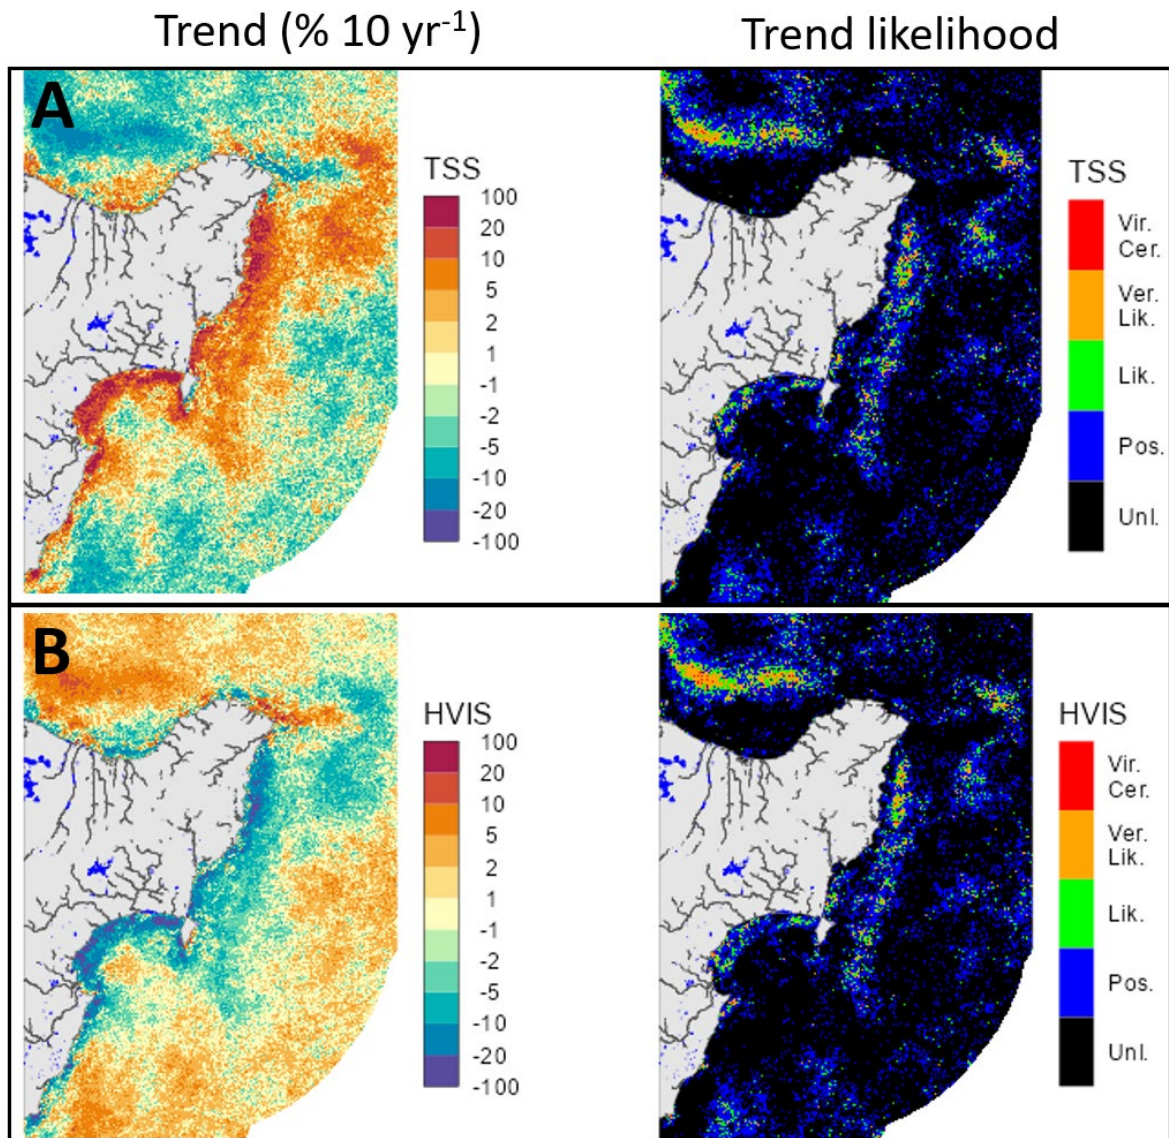 Trend (% 10 yr-1)
Trend likelihood
A
TSS
100
20
10
5
2
1
-1
-2
-5
-10
-20
-100
TSS
Vir.
Cer.
Ver.
Lik.
Lik.
Pos.
Unl.
B
HVIS
100
20
10
5
2
1
-1
-2
-5
-10
-20
-100
HVIS
Vir.
Cer.
Ver.
Lik.
Lik.
Pos.
Unl.